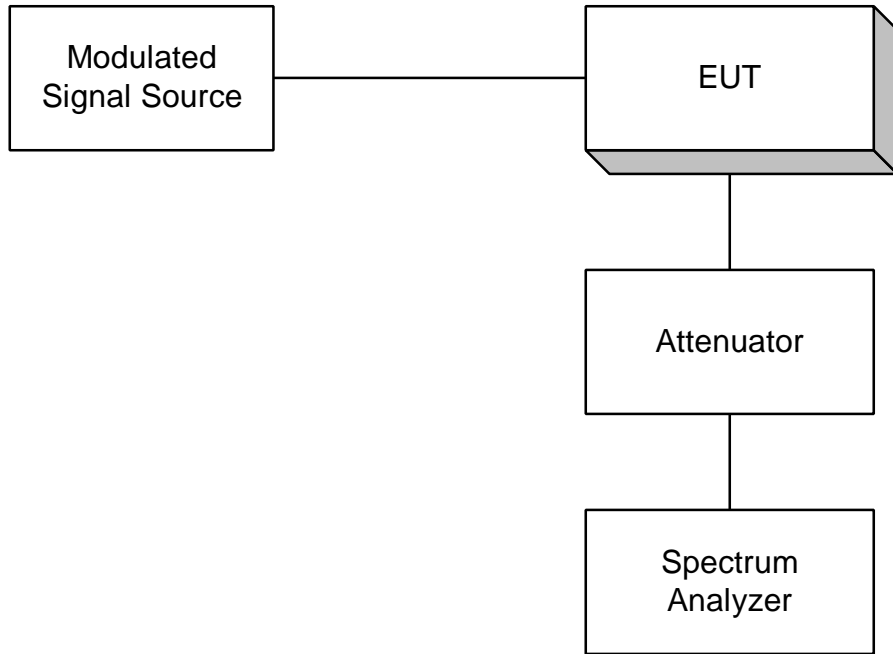 Modulated
Signal Source
EUT
Attenuator
Spectrum
Analyzer